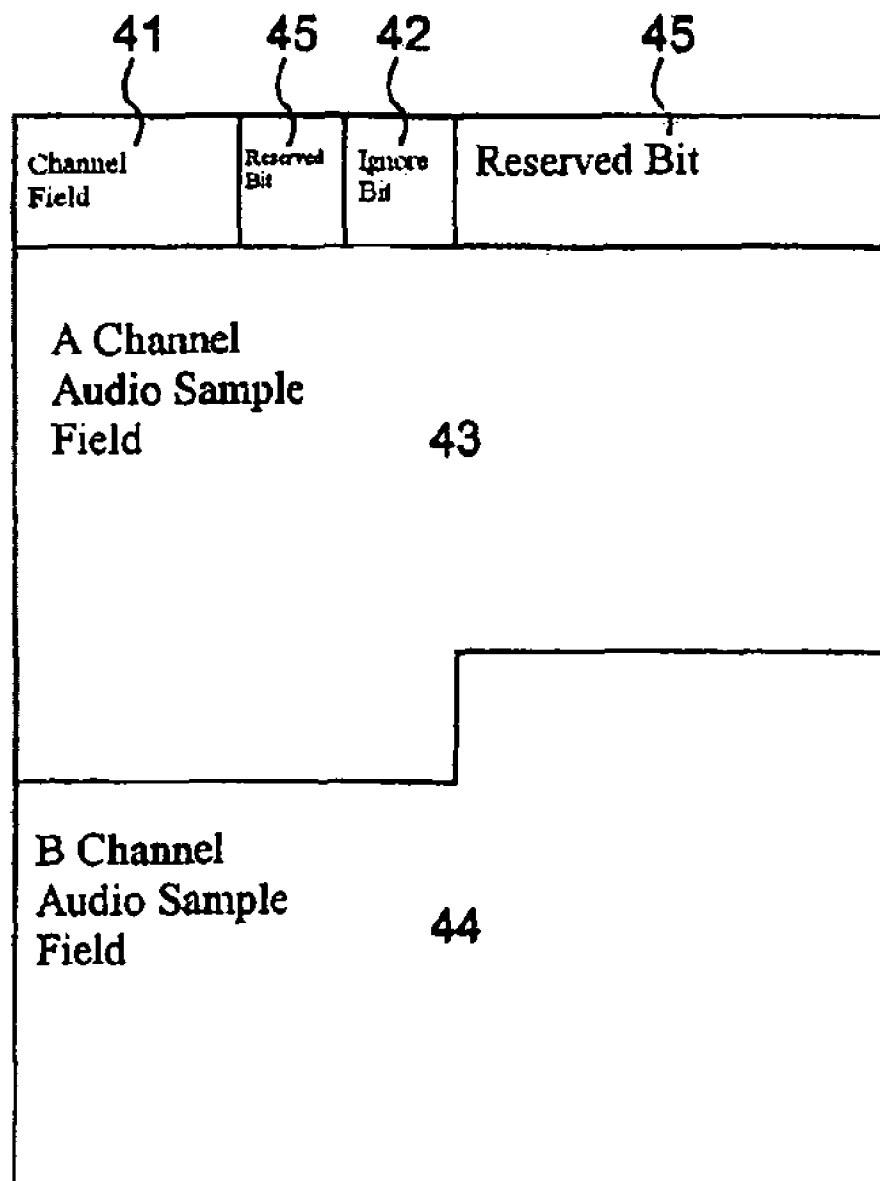 41 45 42 45
Channel
Field
Reserved
Bit
Ignore
Bit
Reserved Bit
A Channel
Audio Sample
Field
43
B Channel
Audio Sample
Field
44